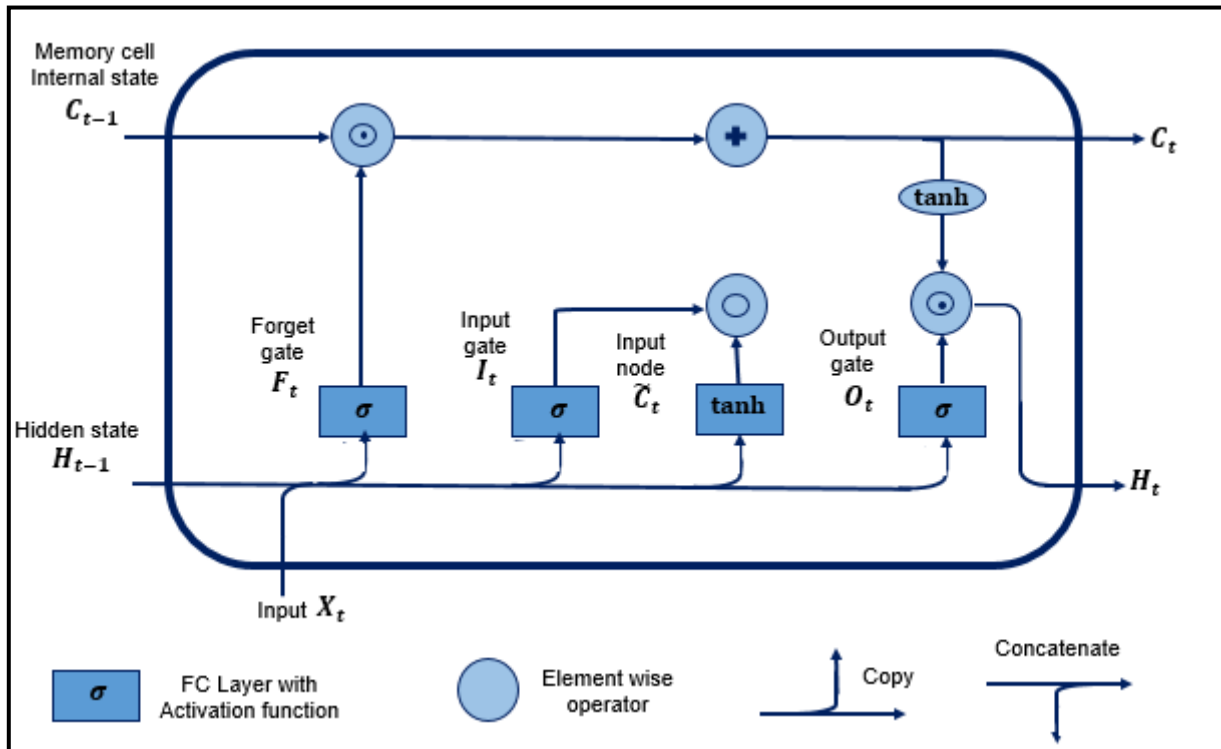 Memory cell
Internal state
C_{t-1}
C_t
tanh
Forget
gate
F_t
Input
gate
I_t
Input
node
C̃_t
Output
gate
O_t
σ
σ
tanh
σ
Hidden state
H_{t-1}
H_t
Input X_t
σ
FC Layer with
Activation function
Element wise
operator
Copy
Concatenate